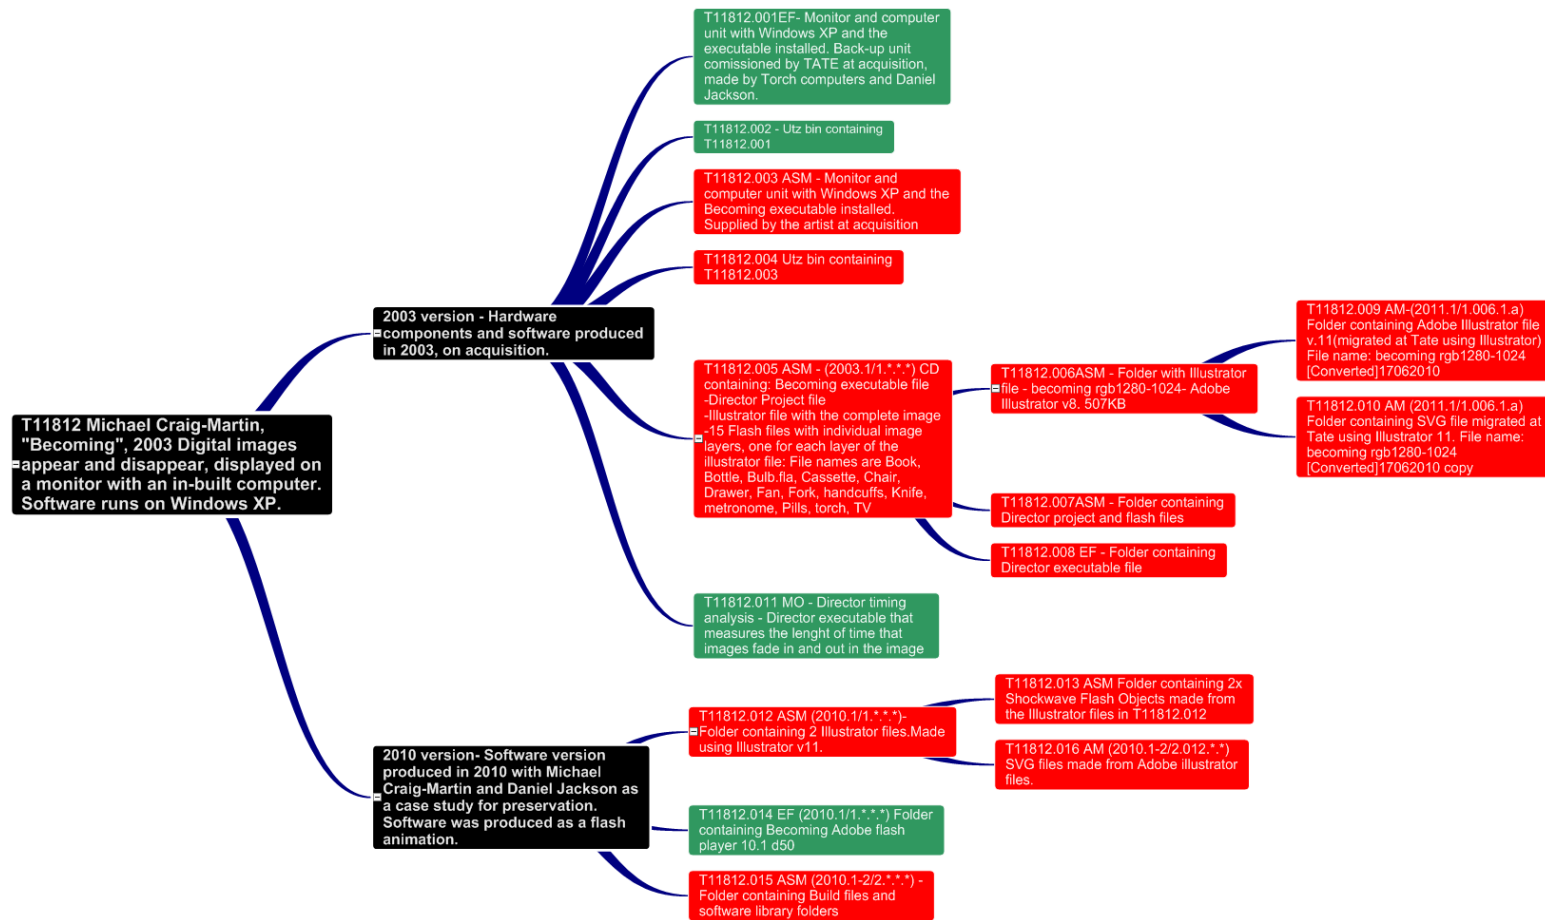 T11812 Michael Craig-Martin,
"Becoming", 2003 Digital images
appear and disappear, displayed on
a monitor with an in-built computer.
Software runs on Windows XP.
2003 version - Hardware
components and software produced
in 2003, on acquisition.
T11812.001EF- Monitor and computer
unit with Windows XP and the
executable installed. Back-up unit
comissioned by TATE at acquisition,
made by Torch computers and Daniel
Jackson.
T11812.002 - Utz bin containing
T11812.001
T11812.003 ASM - Monitor and
computer unit with Windows XP and the
Becoming executable installed.
Supplied by the artist at acquisition
T11812.004 Utz bin containing
T11812.003
T11812.005 ASM - (2003.1/1.*.*.*) CD
containing: Becoming executable file
-Director Project file
-Illustrator file with the complete image
-15 Flash files with individual image
layers, one for each layer of the
illustrator file: File names are Book,
Bottle, Bulb.fla, Cassette, Chair,
Drawer, Fan, Fork, handcuffs, Knife,
metronome, Pills, torch, TV
T11812.006ASM - Folder with Illustrator
file - becoming rgb1280-1024- Adobe
Illustrator v8. 507KB
T11812.009 AM-(2011.1/1.006.1.a)
Folder containing Adobe Illustrator file
v.11(migrated at Tate using Illustrator)
File name: becoming rgb1280-1024
[Converted]17062010
T11812.010 AM (2011.1/1.006.1.a)
Folder containing SVG file migrated at
Tate using Illustrator 11. File name:
becoming rgb1280-1024
[Converted]17062010 copy
T11812.007ASM - Folder containing
Director project and flash files
T11812.008 EF - Folder containing
Director executable file
T11812.011 MO - Director timing
analysis - Director executable that
measures the lenght of time that
images fade in and out in the image
2010 version- Software version
produced in 2010 with Michael
Craig-Martin and Daniel Jackson as
a case study for preservation.
Software was produced as a flash
animation.
T11812.012 ASM (2010.1/1.*.*.*)-
Folder containing 2 Illustrator files.Made
using Illustrator v11.
T11812.013 ASM Folder containing 2x
Shockwave Flash Objects made from
the Illustrator files in T11812.012
T11812.016 AM (2010.1-2/2.012.*.*)
SVG files made from Adobe illustrator
files.
T11812.014 EF (2010.1/1.*.*.*) Folder
containing Becoming Adobe flash
player 10.1 d50
T11812.015 ASM (2010.1-2/2.*.*.*) -
Folder containing Build files and
software library folders